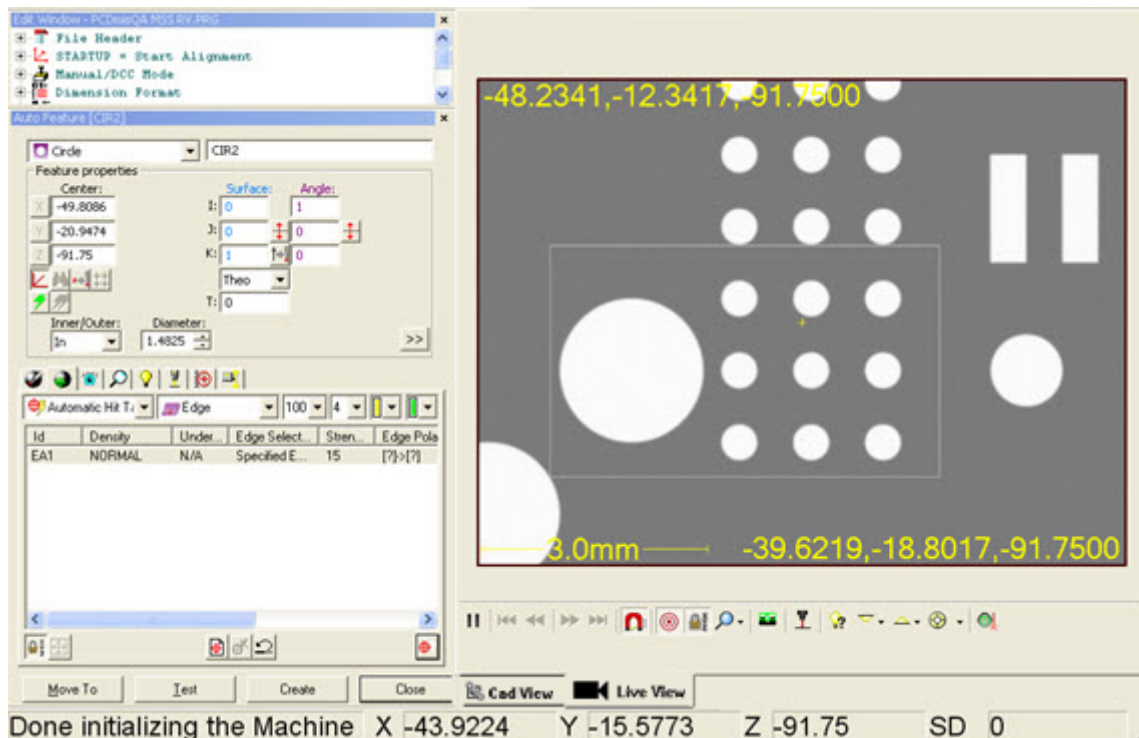 Edit Window - PCDmisQA MSS RV.PRG
File Header
STARTUP = Start Alignment
Manual/DCC Mode
Dimension Format
Auto Feature [CIR2]
Circle CIR2
Feature properties
Center: Surface: Angle:
X -49.8086 I: 0 1
Y -20.9474 J: 0 0
Z -91.75 K: 1 0
Theo
T: 0
Inner/Outer: Diameter:
In 1.4825 >>
Edge 100 4
Id Density Under... Edge Select... Stren... Edge Pola
EA1 NORMAL N/A Specified E... 15 [?]->[?]
Move To Test Create Close
-48.2341,-12.3417,-91.7500
3.0mm -39.6219,-18.8017,-91.7500
Cad View Live View
Done initializing the Machine X -43.9224 Y -15.5773 Z -91.75 SD 0